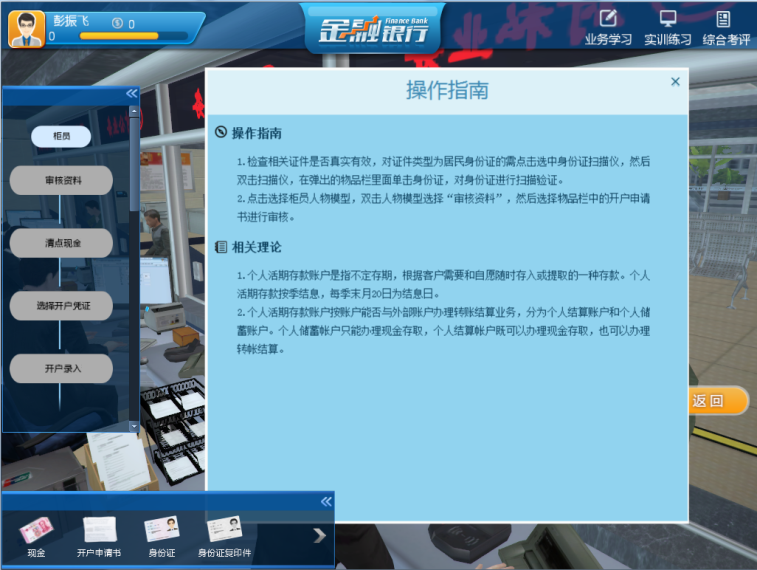 彭振飞
0
0
金融银行
Finance Bank
业务学习
实训练习
综合考评
操作指南
操作指南
1.检查相关证件是否真实有效，对证件类型为居民身份证的需点击选中身份证扫描仪，然后
双击扫描仪，在弹出的物品栏里面单击身份证，对身份证进行扫描验证。
2.点击选择柜员人物模型，双击人物模型选择“审核资料”，然后选择物品栏中的开户申请
书进行审核。
相关理论
1.个人活期存款账户是指不定存期，根据客户需要和自愿随时存入或提取的一种存款。个人
活期存款按季结息，每季末月20日为结息日。
2.个人活期存款账户按账户能否与外部账户办理转账结算业务，分为个人结算账户和个人储
蓄账户。个人储蓄帐户只能办理现金存取，个人结算帐户既可以办理现金存取，也可以办理
转帐结算。
柜员
审核资料
清点现金
选择开户凭证
开户录入
返回
现金
开户申请书
身份证
身份证复印件